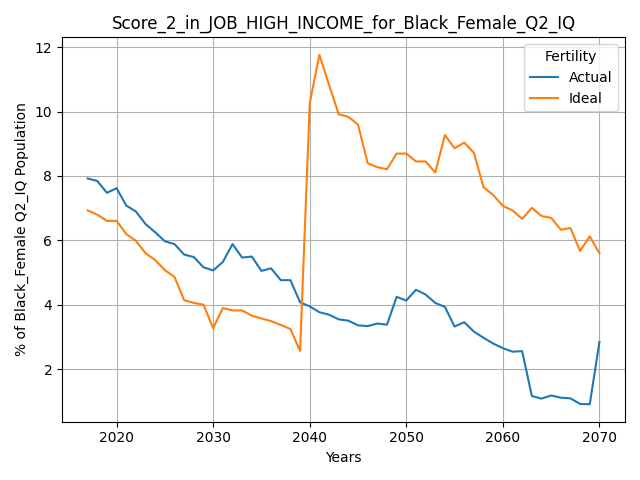 Score_2_in_JOB_HIGH_INCOME_for_Black_Female_Q2_IQ
Fertility
Actual
Ideal
% of Black_Female Q2_IQ Population
12
10
8
6
4
2
2020
2030
2040
2050
2060
2070
Years